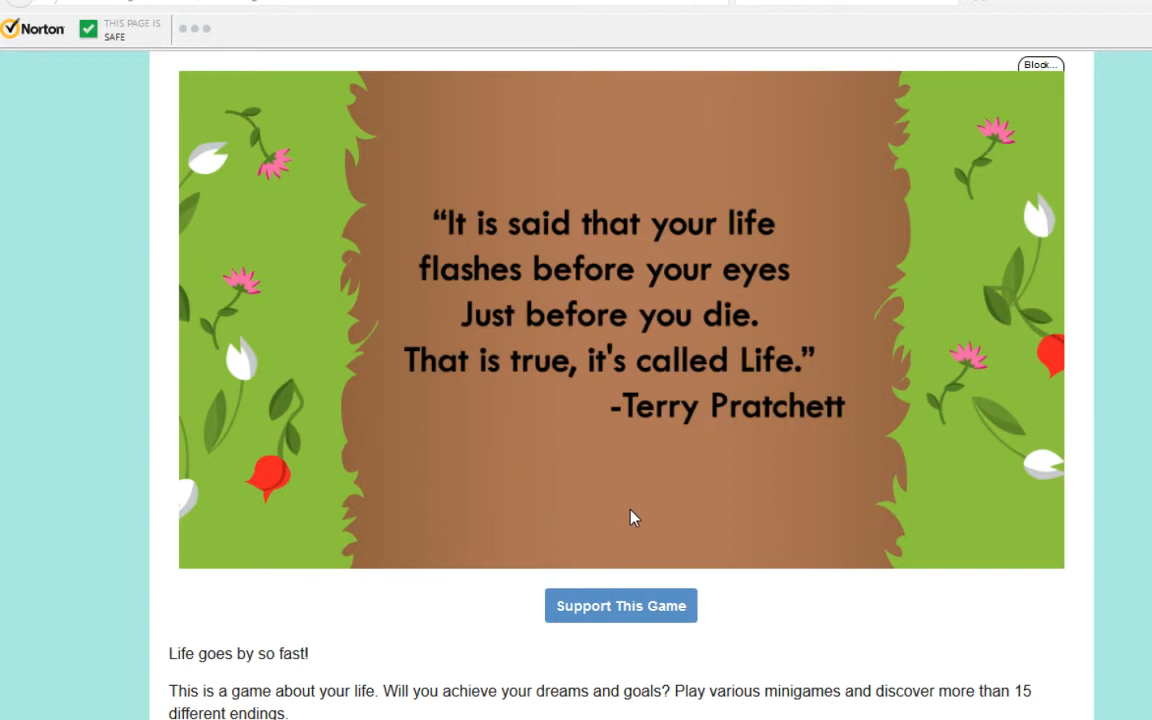 Norton
THIS PAGE IS
SAFE
Block...
“It is said that your life
flashes before your eyes
Just before you die.
That is true, it's called Life.”
-Terry Pratchett
Support This Game
Life goes by so fast!
This is a game about your life. Will you achieve your dreams and goals? Play various minigames and discover more than 15
different endings.